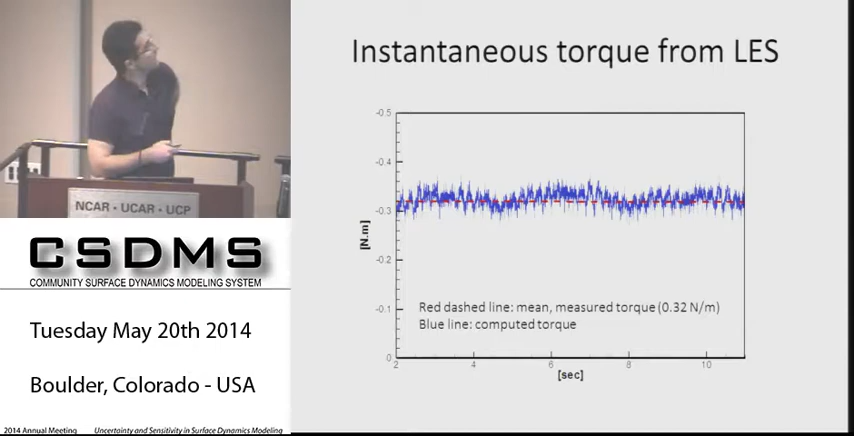 NCAR - UCAR - UCP
CSDMS
COMMUNITY SURFACE DYNAMICS MODELING SYSTEM
Tuesday May 20th 2014
Boulder, Colorado - USA
2014 Annual Meeting Uncertainty and Sensitivity in Surface Dynamics Modeling
Instantaneous torque from LES
-0.5
-0.4
-0.3
-0.2
-0.1
0
[N.m]
Red dashed line: mean, measured torque (0.32 N/m)
Blue line: computed torque
2 4 6 8 10
[sec]